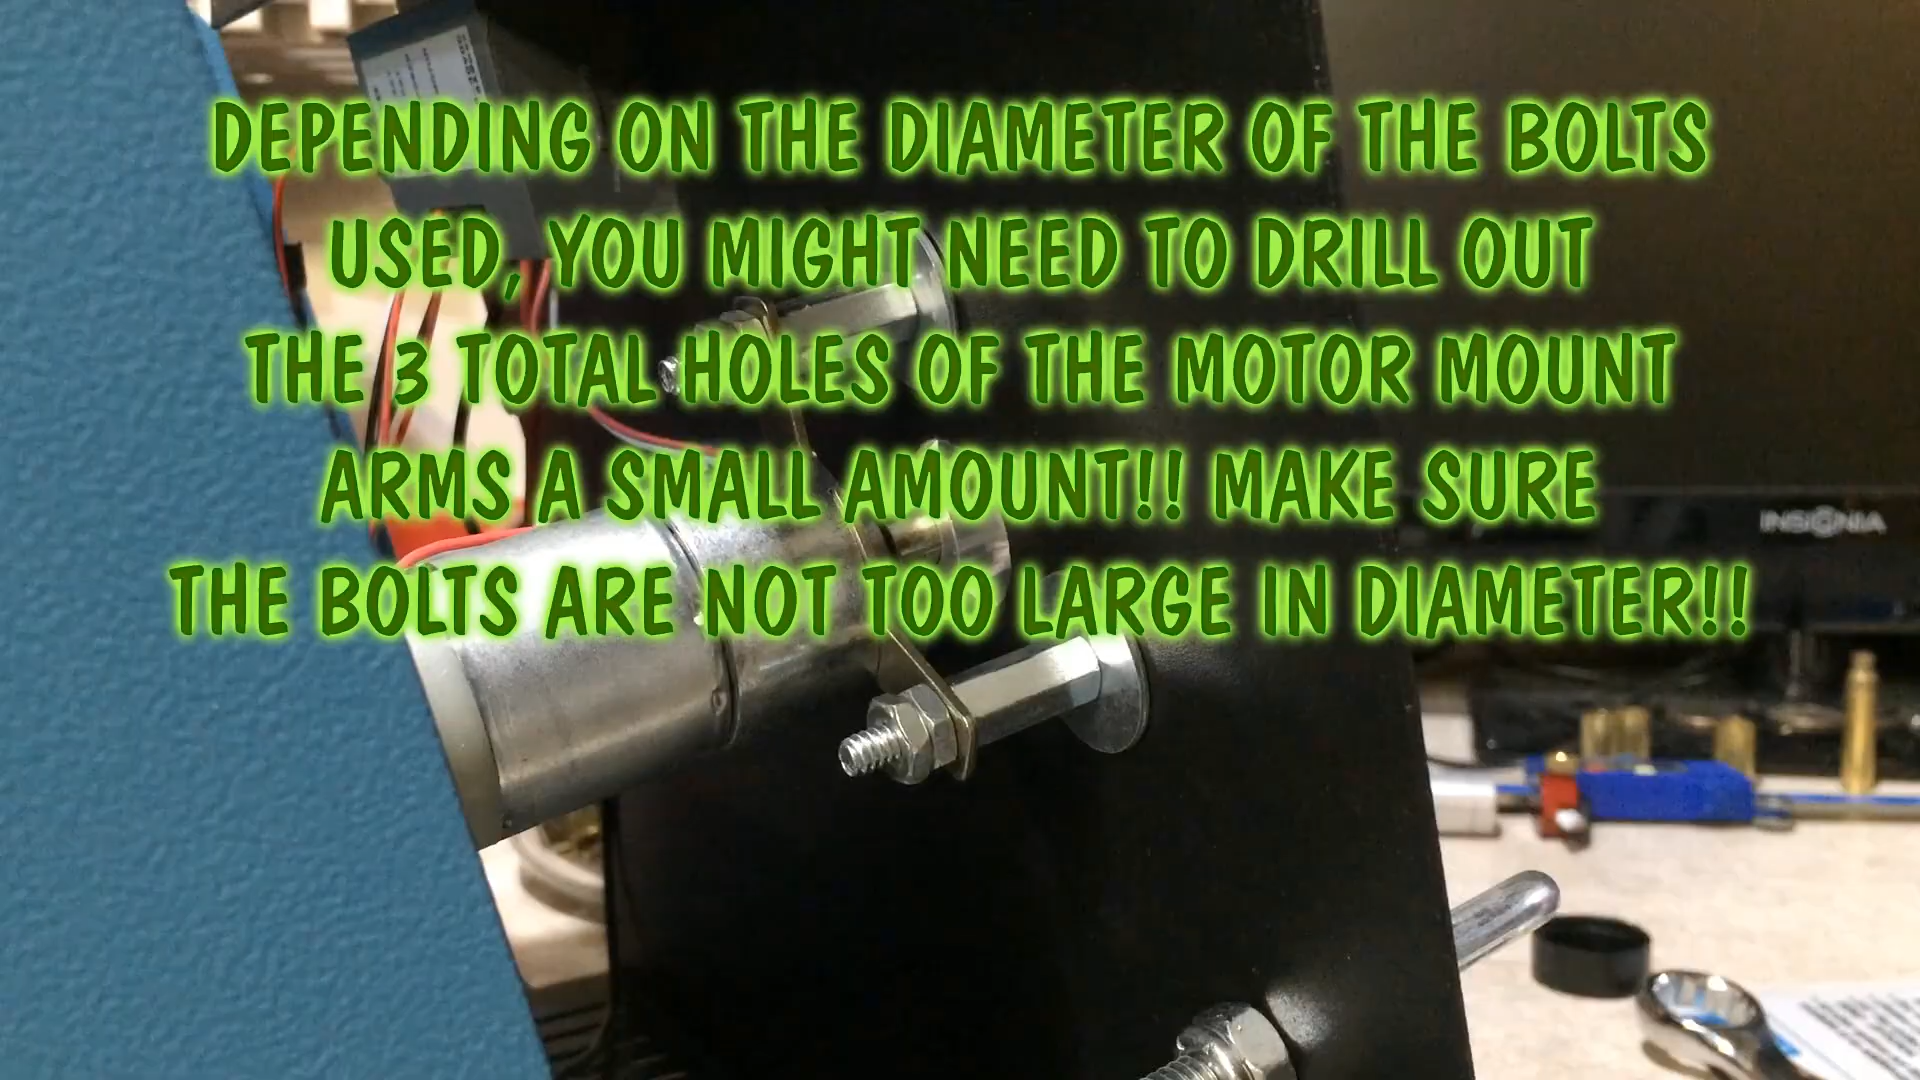 DEPENDING ON THE DIAMETER OF THE BOLTS
USED, YOU MIGHT NEED TO DRILL OUT
THE 3 TOTAL HOLES OF THE MOTOR MOUNT
ARMS A SMALL AMOUNT!! MAKE SURE
THE BOLTS ARE NOT TOO LARGE IN DIAMETER!!
INSIGNIA